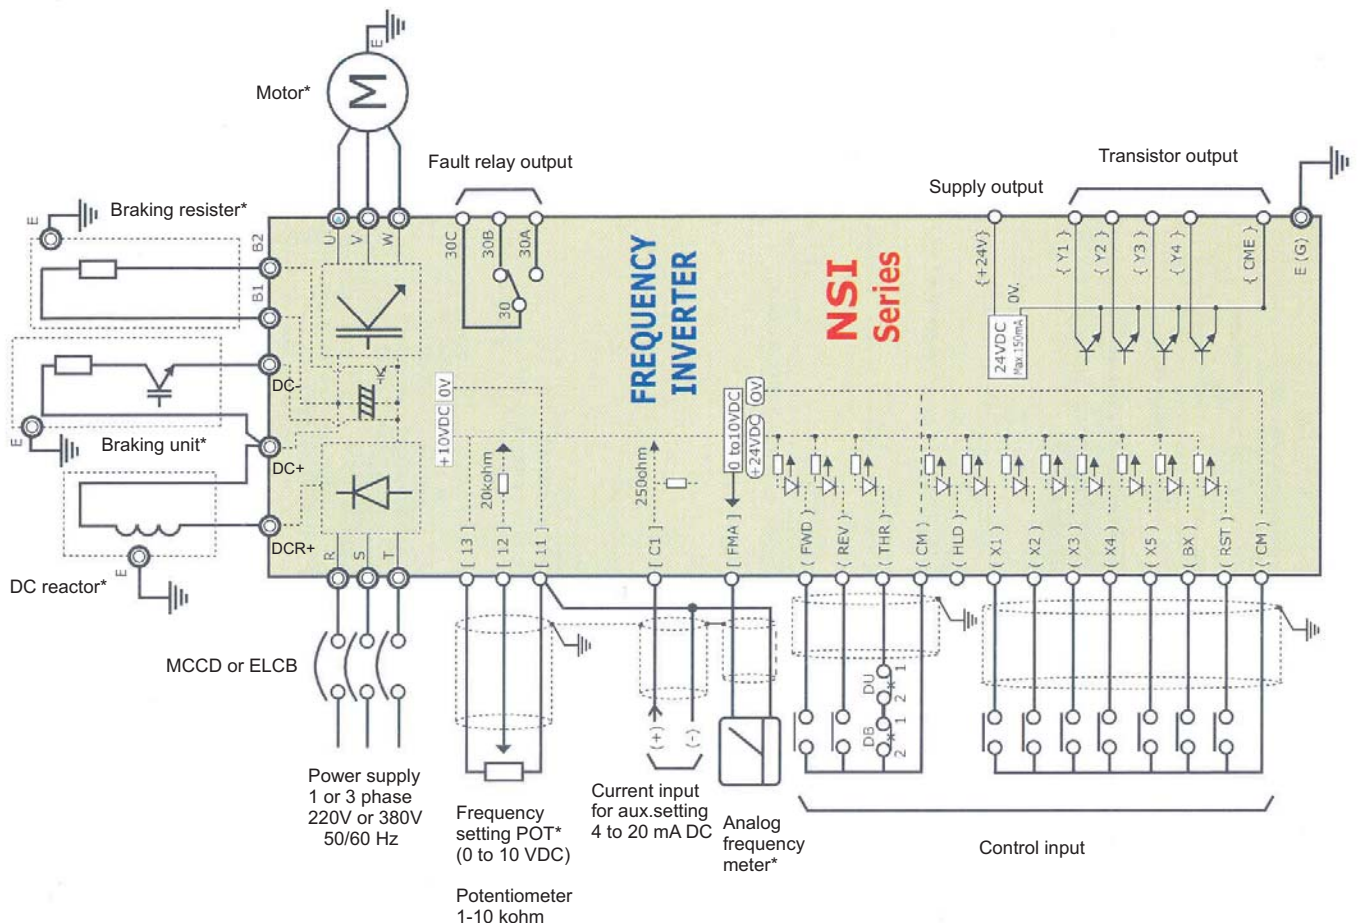 E
M
Motor*
Fault relay output
Transistor output
Supply output
E
Braking resister*
B2
B1
U
V
W
30C
30B
30A
30
FREQUENCY
INVERTER
NSI
Series
{+24V}
{ Y1 }
{ Y2 }
{ Y3 }
{ Y4 }
{ CME }
E (G)
24VDC
Max.150mA
0V.
DC-
E
Braking unit*
DC+
DCR+
+10VDC
0V
20kohm
250ohm
0 to10VDC
+24VDC
0V
E
DC reactor*
R
S
T
[ 13 ]
[ 12 ]
[ 11 ]
[ C1 ]
[ FMA ]
( FWD )
( REV )
( THR )
( CM )
( HLD )
( X1 )
( X2 )
( X3 )
( X4 )
( X5 )
( BX )
( RST )
( CM )
MCCD or ELCB
(+)
(-)
DU
1
2
DB
1
2
Power supply
1 or 3 phase
220V or 380V
50/60 Hz
Frequency
setting POT*
(0 to 10 VDC)
Potentiometer
1-10 kohm
Current input
for aux.setting
4 to 20 mA DC
Analog
frequency
meter*
Control input